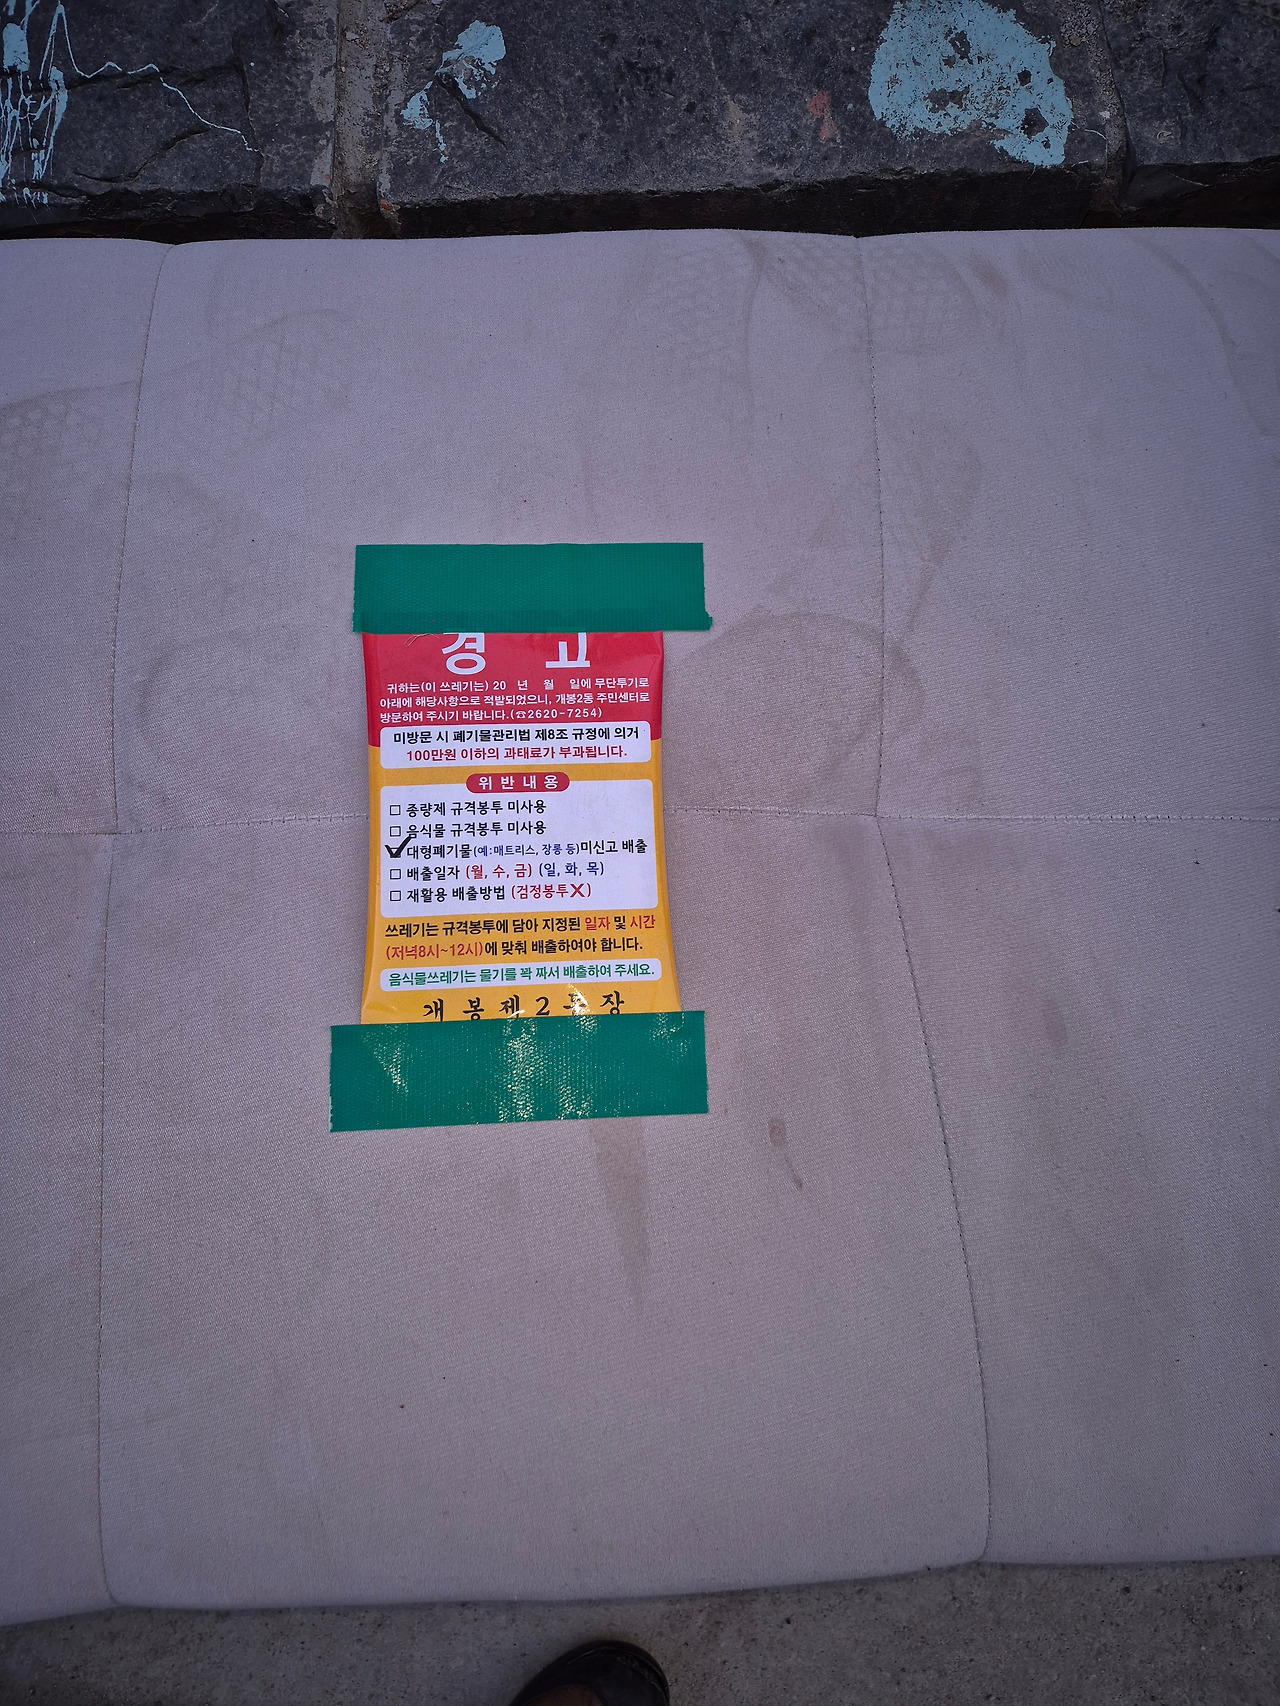 경 고
귀하는(이 쓰레기는) 20 년 월 일에 무단투기로
아래에 해당사항으로 적발되었으니, 개봉2동 주민센터로
방문하여 주시기 바랍니다.(☎2620-7254)
미방문 시 폐기물관리법 제8조 규정에 의거
100만원 이하의 과태료가 부과됩니다.
위 반 내 용
□ 종량제 규격봉투 미사용
□ 음식물 규격봉투 미사용
☑ 대형폐기물(예:매트리스, 장롱 등)미신고 배출
□ 배출일자 (월, 수, 금) (일, 화, 목)
□ 재활용 배출방법 (검정봉투X)
쓰레기는 규격봉투에 담아 지정된 일자 및 시간
(저녁8시~12시)에 맞춰 배출하여야 합니다.
음식물쓰레기는 물기를 꽉 짜서 배출하여 주세요.
개 봉 제 2 동 장